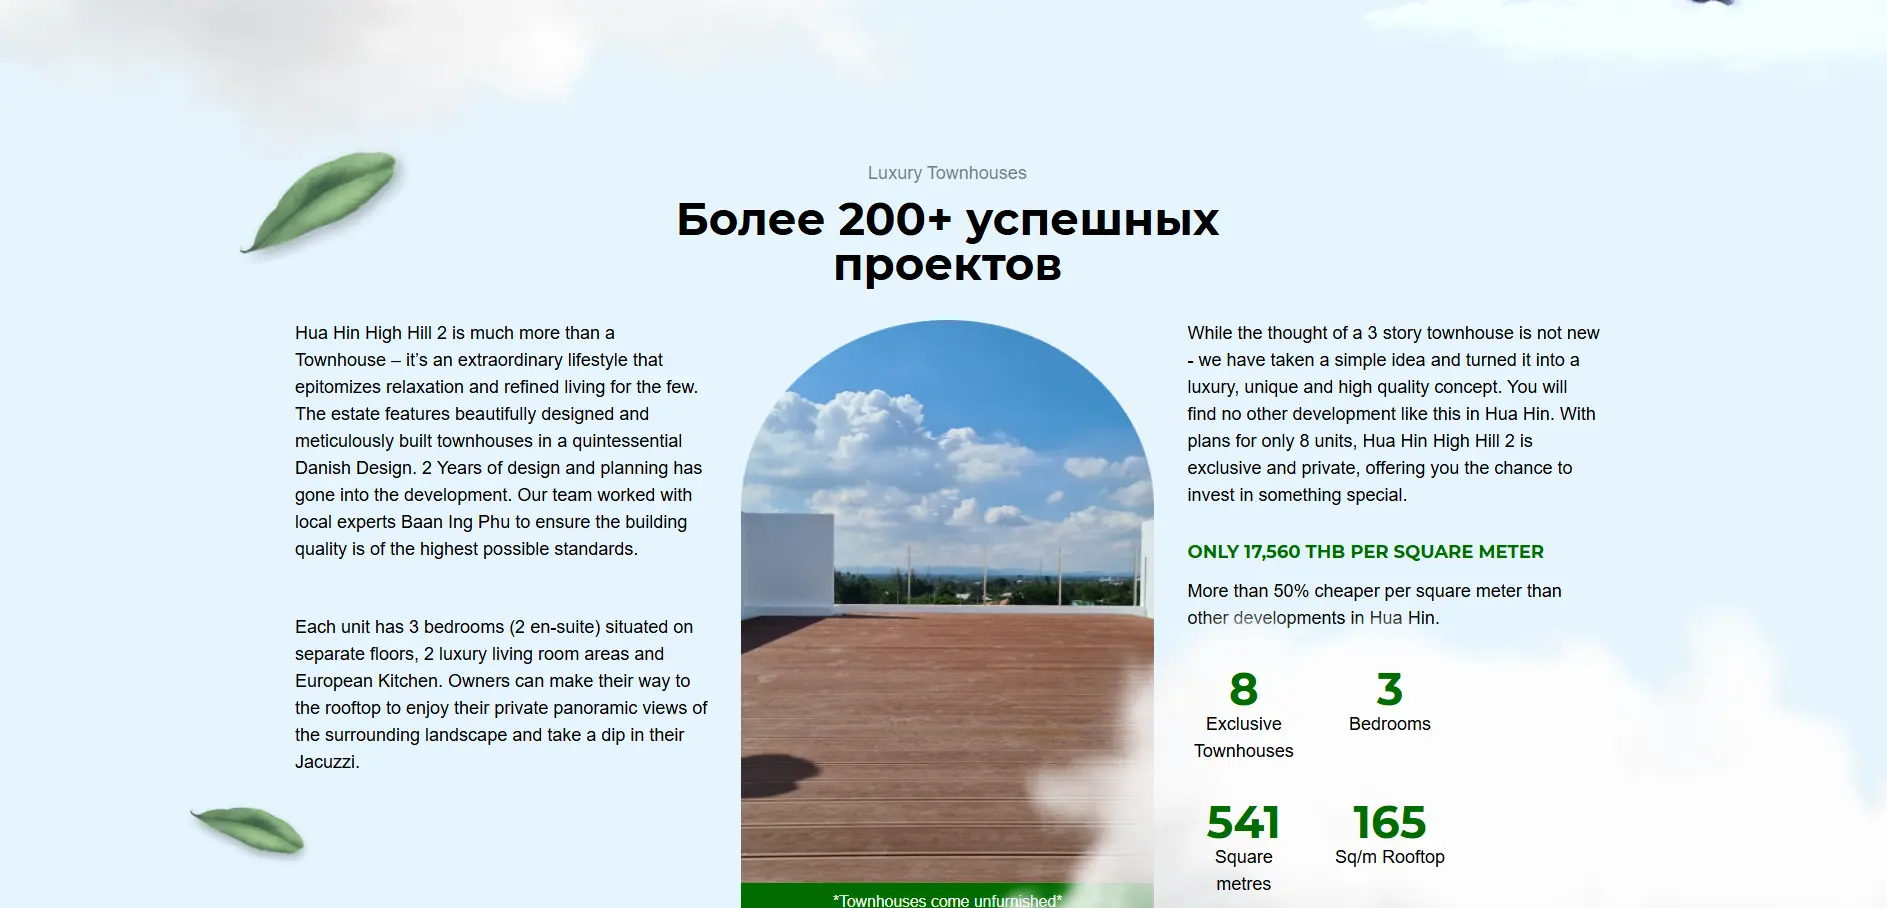 Luxury Townhouses
Более 200+ успешных
проектов
Hua Hin High Hill 2 is much more than a
Townhouse – it’s an extraordinary lifestyle that
epitomizes relaxation and refined living for the few.
The estate features beautifully designed and
meticulously built townhouses in a quintessential
Danish Design. 2 Years of design and planning has
gone into the development. Our team worked with
local experts Baan Ing Phu to ensure the building
quality is of the highest possible standards.
Each unit has 3 bedrooms (2 en-suite) situated on
separate floors, 2 luxury living room areas and
European Kitchen. Owners can make their way to
the rooftop to enjoy their private panoramic views of
the surrounding landscape and take a dip in their
Jacuzzi.
*Townhouses come unfurnished*
While the thought of a 3 story townhouse is not new
- we have taken a simple idea and turned it into a
luxury, unique and high quality concept. You will
find no other development like this in Hua Hin. With
plans for only 8 units, Hua Hin High Hill 2 is
exclusive and private, offering you the chance to
invest in something special.
ONLY 17,560 THB PER SQUARE METER
More than 50% cheaper per square meter than
other developments in Hua Hin.
8
Exclusive
Townhouses
3
Bedrooms
541
Square
metres
165
Sq/m Rooftop